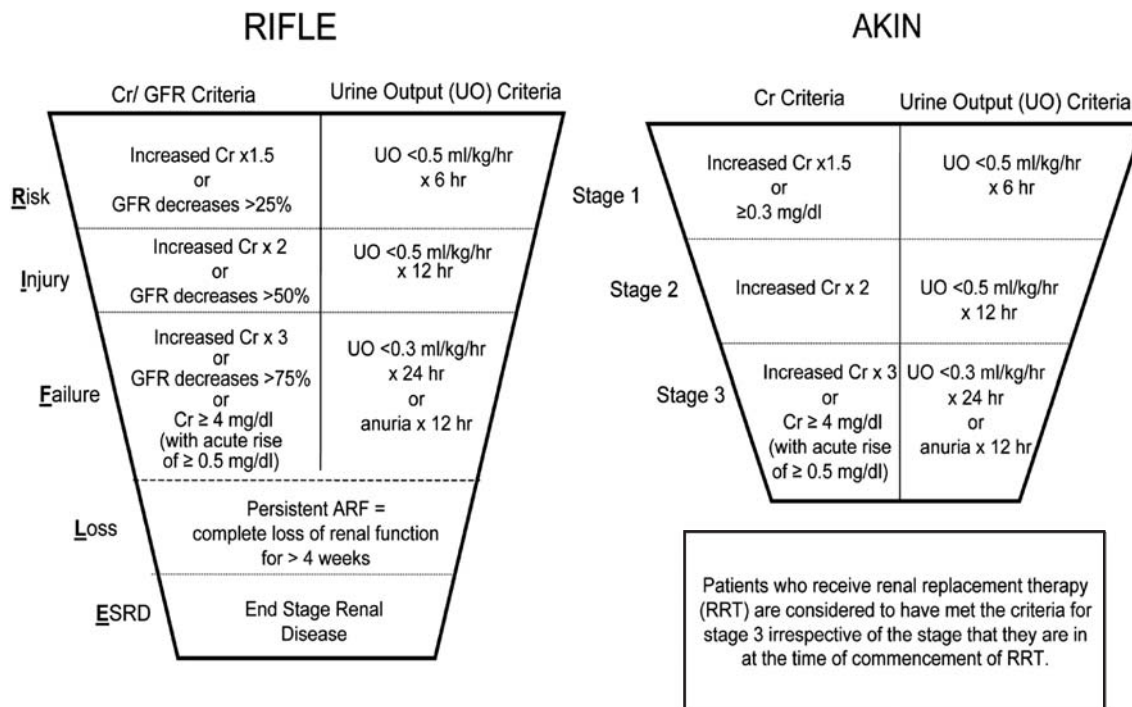 RIFLE
Cr/ GFR Criteria
Urine Output (UO) Criteria
Risk
Increased Cr x1.5
or
GFR decreases >25%
UO <0.5 ml/kg/hr
x 6 hr
Injury
Increased Cr x 2
or
GFR decreases >50%
UO <0.5 ml/kg/hr
x 12 hr
Failure
Increased Cr x 3
or
GFR decreases >75%
or
Cr ≥ 4 mg/dl
(with acute rise
of ≥ 0.5 mg/dl)
UO <0.3 ml/kg/hr
x 24 hr
or
anuria x 12 hr
Loss
Persistent ARF =
complete loss of renal function
for > 4 weeks
ESRD
End Stage Renal
Disease
AKIN
Cr Criteria
Urine Output (UO) Criteria
Stage 1
Increased Cr x1.5
or
≥0.3 mg/dl
UO <0.5 ml/kg/hr
x 6 hr
Stage 2
Increased Cr x 2
UO <0.5 ml/kg/hr
x 12 hr
Stage 3
Increased Cr x 3
or
Cr ≥ 4 mg/dl
(with acute rise
of ≥ 0.5 mg/dl)
UO <0.3 ml/kg/hr
x 24 hr
or
anuria x 12 hr
Patients who receive renal replacement therapy
(RRT) are considered to have met the criteria for
stage 3 irrespective of the stage that they are in
at the time of commencement of RRT.